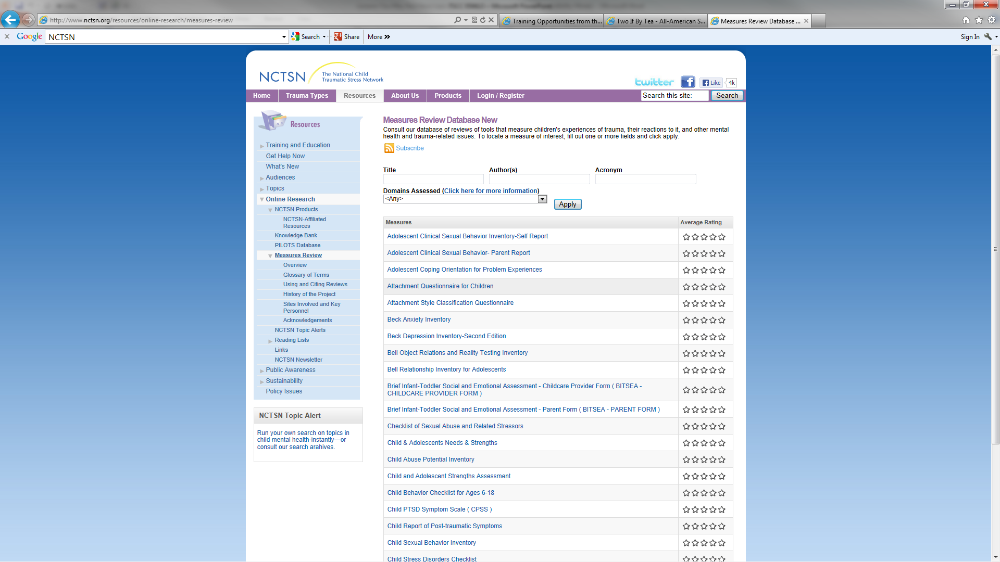 http://www.nctsn.org/resources/online-research/measures-review
Training Opportunities from th...
Two If By Tea - All-American S...
Measures Review Database ...
x Google NCTSN Search Share More »
Sign In
NCTSN The National Child
Traumatic Stress Network
twitter f Like 4k
Home Trauma Types Resources About Us Products Login / Register Search this site: Search
Resources
Training and Education
Get Help Now
What's New
Audiences
Topics
Online Research
NCTSN Products
NCTSN-Affiliated
Resources
Knowledge Bank
PILOTS Database
Measures Review
Overview
Glossary of Terms
Using and Citing Reviews
History of the Project
Sites Involved and Key
Personnel
Acknowledgements
NCTSN Topic Alerts
Reading Lists
Links
NCTSN Newsletter
Public Awareness
Sustainability
Policy Issues
NCTSN Topic Alert
Run your own search on topics in
child mental health-instantly—or
consult our search arahives.
Measures Review Database New
Consult our database of reviews of tools that measure children's experiences of trauma, their reactions to it, and other mental
health and trauma-related issues. To locate a measure of interest, fill out one or more fields and click apply.
Subscribe
Title Author(s) Acronym
Domains Assessed (Click here for more information)
<Any>
Apply
Measures Average Rating
Adolescent Clinical Sexual Behavior Inventory-Self Report
Adolescent Clinical Sexual Behavior- Parent Report
Adolescent Coping Orientation for Problem Experiences
Attachment Questionnaire for Children
Attachment Style Classification Questionnaire
Beck Anxiety Inventory
Beck Depression Inventory-Second Edition
Bell Object Relations and Reality Testing Inventory
Bell Relationship Inventory for Adolescents
Brief Infant-Toddler Social and Emotional Assessment - Childcare Provider Form ( BITSEA -
CHILDCARE PROVIDER FORM )
Brief Infant-Toddler Social and Emotional Assessment - Parent Form ( BITSEA - PARENT FORM )
Checklist of Sexual Abuse and Related Stressors
Child & Adolescents Needs & Strengths
Child Abuse Potential Inventory
Child and Adolescent Strengths Assessment
Child Behavior Checklist for Ages 6-18
Child PTSD Symptom Scale ( CPSS )
Child Report of Post-traumatic Symptoms
Child Sexual Behavior Inventory
Child Stress Disorders Checklist